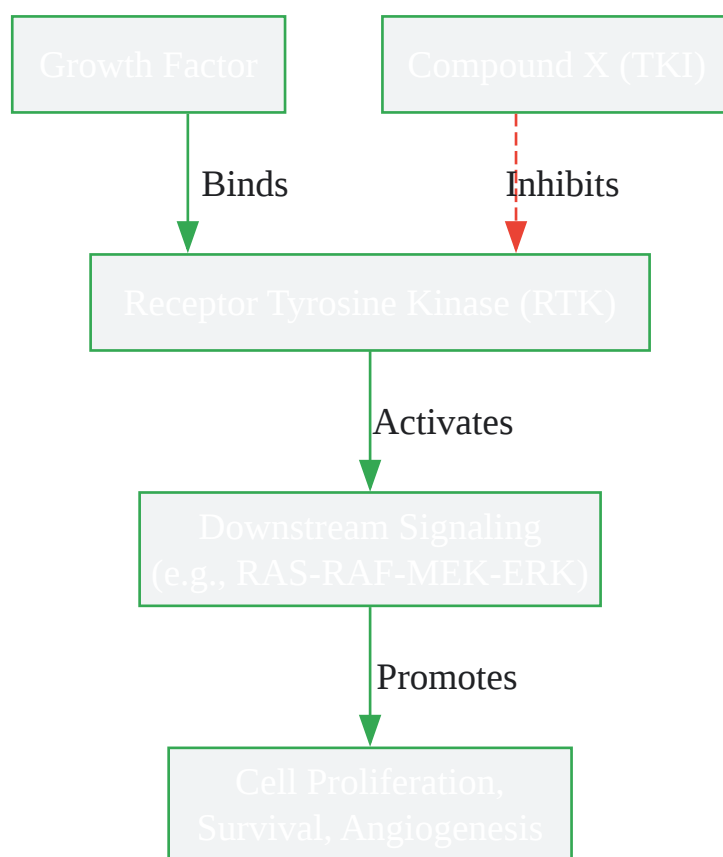 Growth Factor
Compound X (TKI)
Binds
Inhibits
Receptor Tyrosine Kinase (RTK)
Activates
Downstream Signaling
(e.g., RAS-RAF-MEK-ERK)
Promotes
Cell Proliferation,
Survival, Angiogenesis